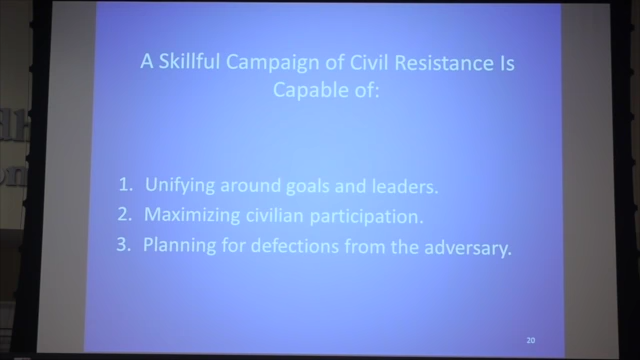 A Skillful Campaign of Civil Resistance Is
Capable of:
1. Unifying around goals and leaders.
2. Maximizing civilian participation.
3. Planning for defections from the adversary.
20